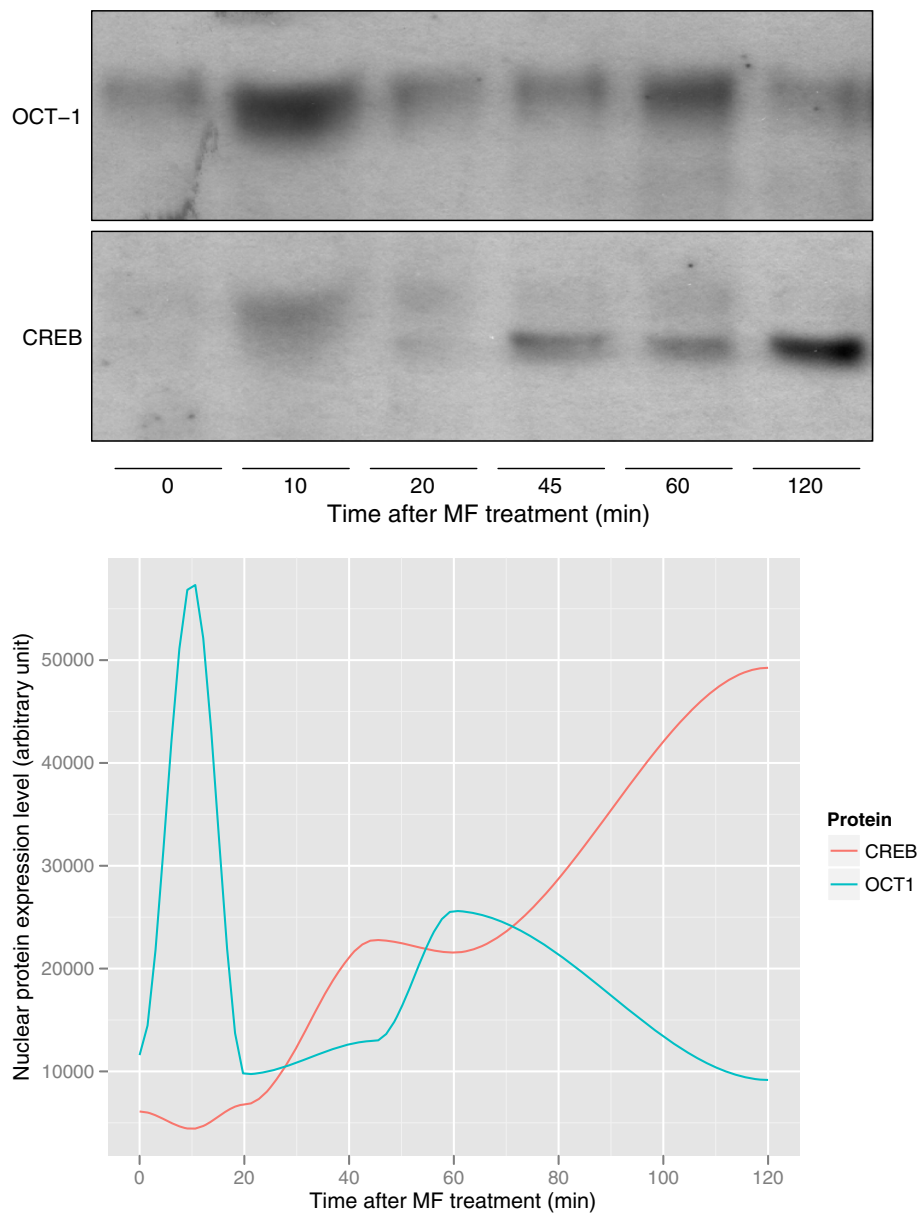 OCT−1
CREB
0 10 20 45 60 120
Time after MF treatment (min)
Nuclear protein expression level (arbitrary unit)
50000
40000
30000
20000
10000
0 20 40 60 80 100 120
Time after MF treatment (min)
Protein
CREB
OCT1